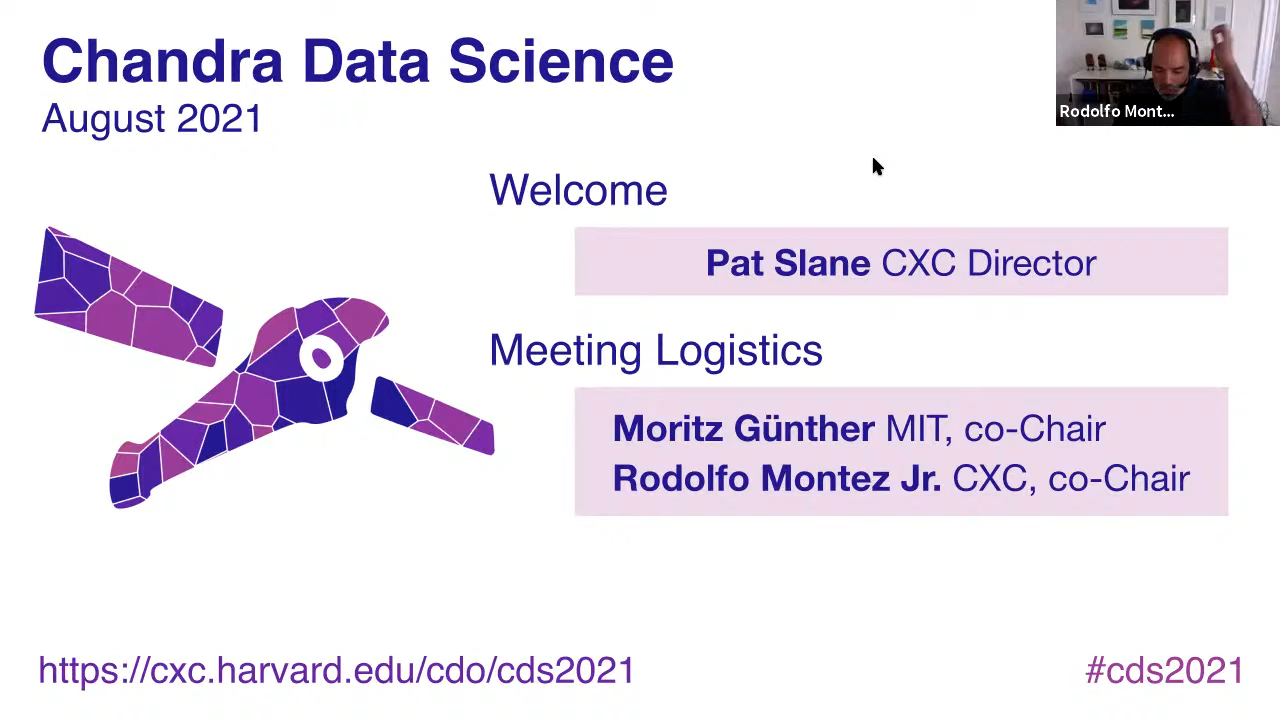 Chandra Data Science
August 2021
Rodolfo Mont...
Welcome
Pat Slane CXC Director
Meeting Logistics
Moritz Günther MIT, co-Chair
Rodolfo Montez Jr. CXC, co-Chair
https://cxc.harvard.edu/cdo/cds2021
#cds2021